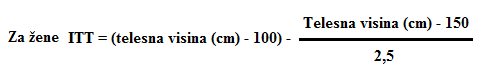 Telesna visina (cm) - 150
Za žene ITT = (telesna visina (cm) - 100) -
2,5